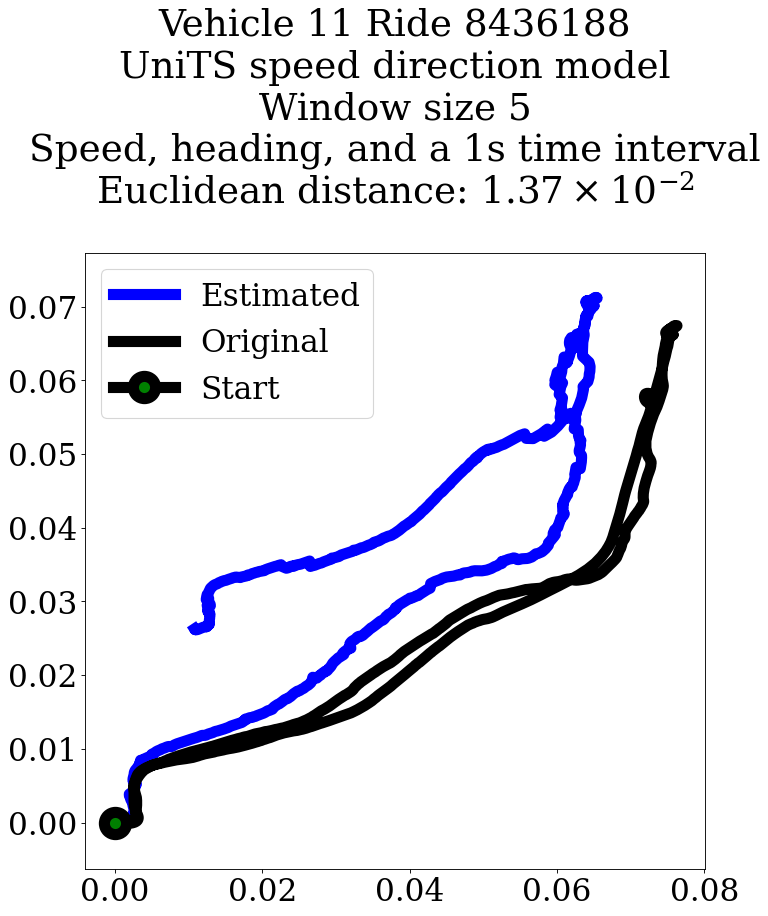 Vehicle 11 Ride 8436188
UniTS speed direction model
Window size 5
Speed, heading, and a 1s time interval
Euclidean distance: 1.37 × 10⁻²
Estimated
Original
Start
0.07
0.06
0.05
0.04
0.03
0.02
0.01
0.00
0.00 0.02 0.04 0.06 0.08